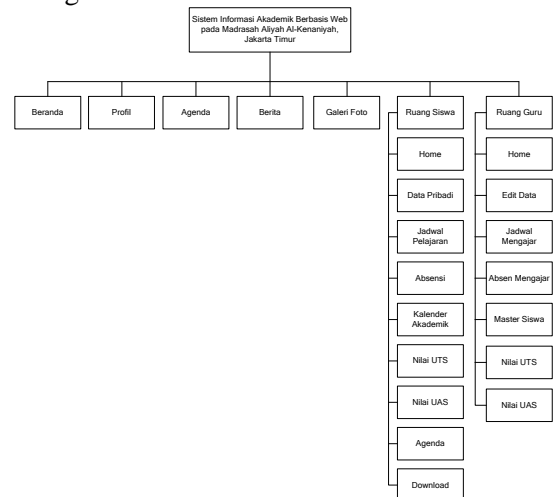 Sistem Informasi Akademik Berbasis Web
pada Madrasah Aliyah Al-Kenaniyah,
Jakarta Timur
Beranda
Profil
Agenda
Berita
Galeri Foto
Ruang Siswa
Ruang Guru
Home
Home
Data Pribadi
Edit Data
Jadwal
Pelajaran
Jadwal
Mengajar
Absensi
Absen Mengajar
Kalender
Akademik
Master Siswa
Nilai UTS
Nilai UTS
Nilai UAS
Nilai UAS
Agenda
Download